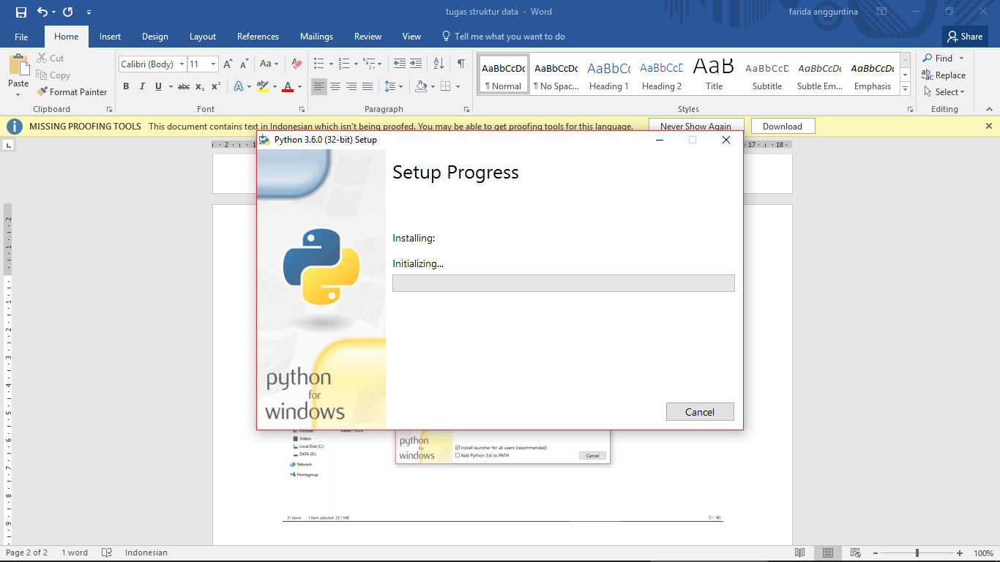 tugas struktur data - Word
farida angguntina
File Home Insert Design Layout References Mailings Review View Tell me what you want to do Share
Paste
Cut
Copy
Format Painter
Clipboard
Calibri (Body) 11
Font
Paragraph
AaBbCcDc AaBbCcDc AaBbCc AaBbCcD AaB AaBbCcD AaBbCcDc AaBbCcDc
¶ Normal ¶ No Spac... Heading 1 Heading 2 Title Subtitle Subtle Em... Emphasis
Styles
Find
Replace
Select
Editing
MISSING PROOFING TOOLS This document contains text in Indonesian which isn't being proofed. You may be able to get proofing tools for this language. Never Show Again Download
Python 3.6.0 (32-bit) Setup
Setup Progress
Installing:
Initializing...
python
for
windows
Cancel
Pictures
Videos
Local Disk (C:)
DATA (D:)
Network
Homegroup
python
for
windows
Install launcher for all users (recommended)
Add Python 3.6 to PATH
Cancel
31 items 1 item selected 29,1 MB
Page 2 of 2 1 word Indonesian 100%